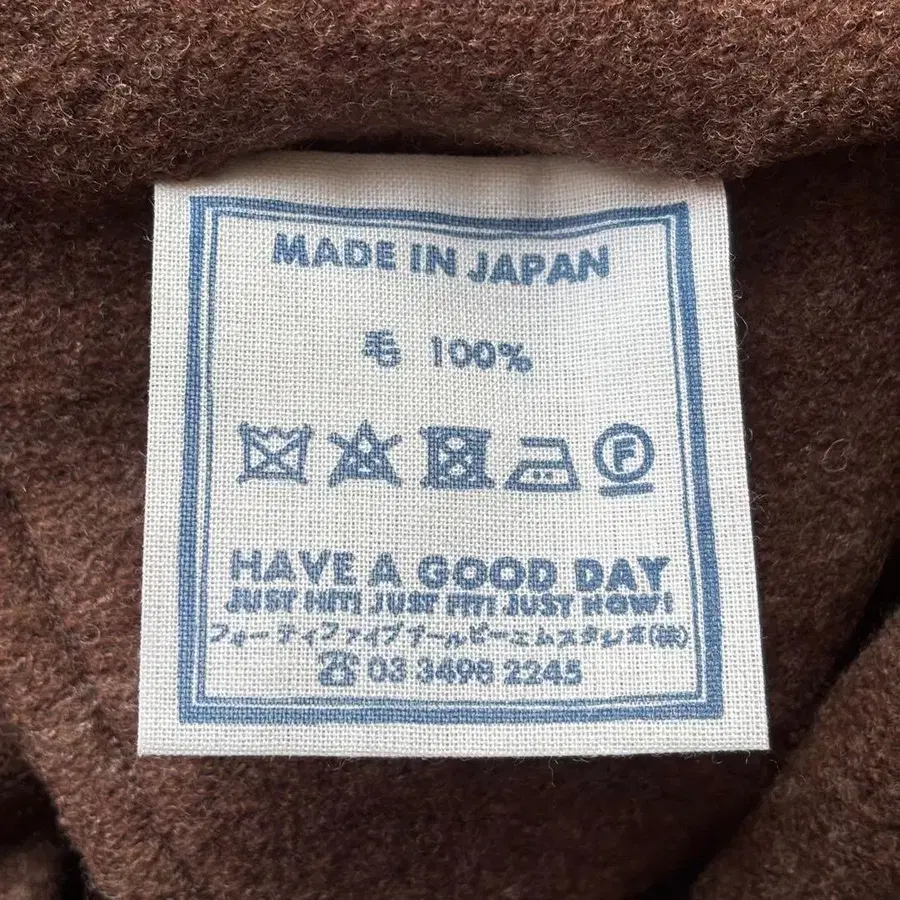 MADE IN JAPAN
毛 100%
F
HAVE A GOOD DAY
JUST HIT! JUST FIT! JUST NOW!
フォーティファイブアールピーエムスタジオ(株)
☎ 03 3498 2245